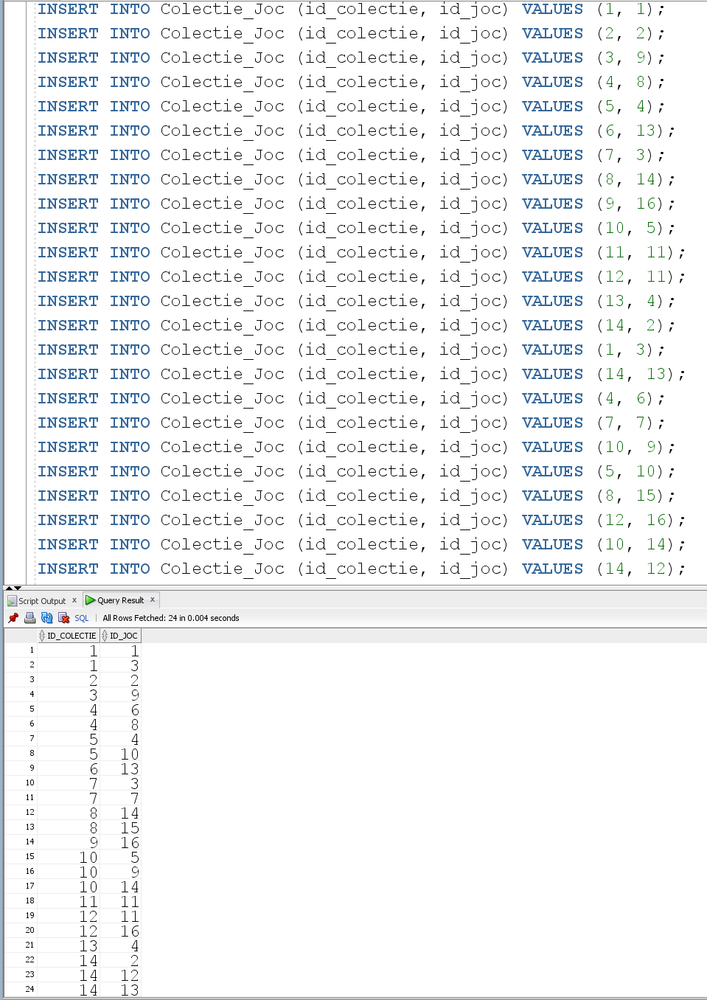 INSERT INTO Colectie_Joc (id_colectie, id_joc) VALUES (1, 1);
INSERT INTO Colectie_Joc (id_colectie, id_joc) VALUES (2, 2);
INSERT INTO Colectie_Joc (id_colectie, id_joc) VALUES (3, 9);
INSERT INTO Colectie_Joc (id_colectie, id_joc) VALUES (4, 8);
INSERT INTO Colectie_Joc (id_colectie, id_joc) VALUES (5, 4);
INSERT INTO Colectie_Joc (id_colectie, id_joc) VALUES (6, 13);
INSERT INTO Colectie_Joc (id_colectie, id_joc) VALUES (7, 3);
INSERT INTO Colectie_Joc (id_colectie, id_joc) VALUES (8, 14);
INSERT INTO Colectie_Joc (id_colectie, id_joc) VALUES (9, 16);
INSERT INTO Colectie_Joc (id_colectie, id_joc) VALUES (10, 5);
INSERT INTO Colectie_Joc (id_colectie, id_joc) VALUES (11, 11);
INSERT INTO Colectie_Joc (id_colectie, id_joc) VALUES (12, 11);
INSERT INTO Colectie_Joc (id_colectie, id_joc) VALUES (13, 4);
INSERT INTO Colectie_Joc (id_colectie, id_joc) VALUES (14, 2);
INSERT INTO Colectie_Joc (id_colectie, id_joc) VALUES (1, 3);
INSERT INTO Colectie_Joc (id_colectie, id_joc) VALUES (14, 13);
INSERT INTO Colectie_Joc (id_colectie, id_joc) VALUES (4, 6);
INSERT INTO Colectie_Joc (id_colectie, id_joc) VALUES (7, 7);
INSERT INTO Colectie_Joc (id_colectie, id_joc) VALUES (10, 9);
INSERT INTO Colectie_Joc (id_colectie, id_joc) VALUES (5, 10);
INSERT INTO Colectie_Joc (id_colectie, id_joc) VALUES (8, 15);
INSERT INTO Colectie_Joc (id_colectie, id_joc) VALUES (12, 16);
INSERT INTO Colectie_Joc (id_colectie, id_joc) VALUES (10, 14);
INSERT INTO Colectie_Joc (id_colectie, id_joc) VALUES (14, 12);
Script Output x Query Result x
SQL | All Rows Fetched: 24 in 0.004 seconds
ID_COLECTIE ID_JOC
1 1 1
2 1 3
3 2 2
4 3 9
5 4 6
6 4 8
7 5 4
8 5 10
9 6 13
10 7 3
11 7 7
12 8 14
13 8 15
14 9 16
15 10 5
16 10 9
17 10 14
18 11 11
19 12 11
20 12 16
21 13 4
22 14 2
23 14 12
24 14 13